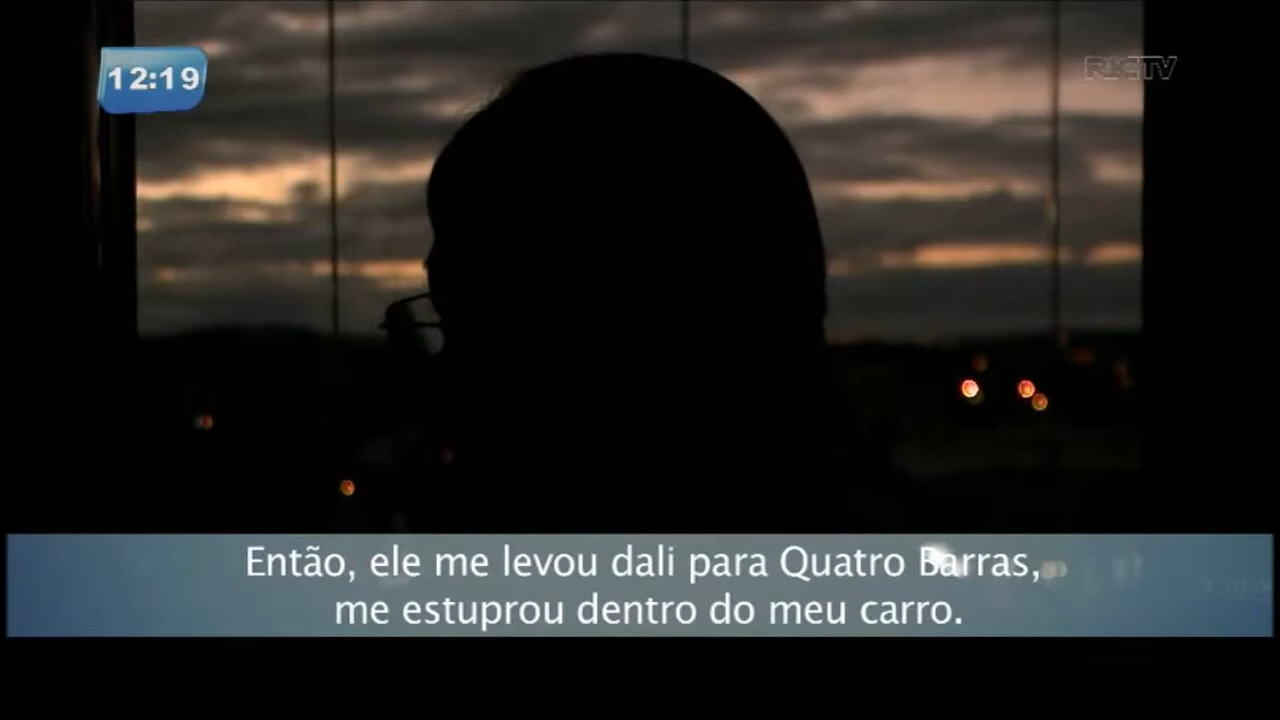 12:19
RICTV
Então, ele me levou dali para Quatro Barras,
me estuprou dentro do meu carro.